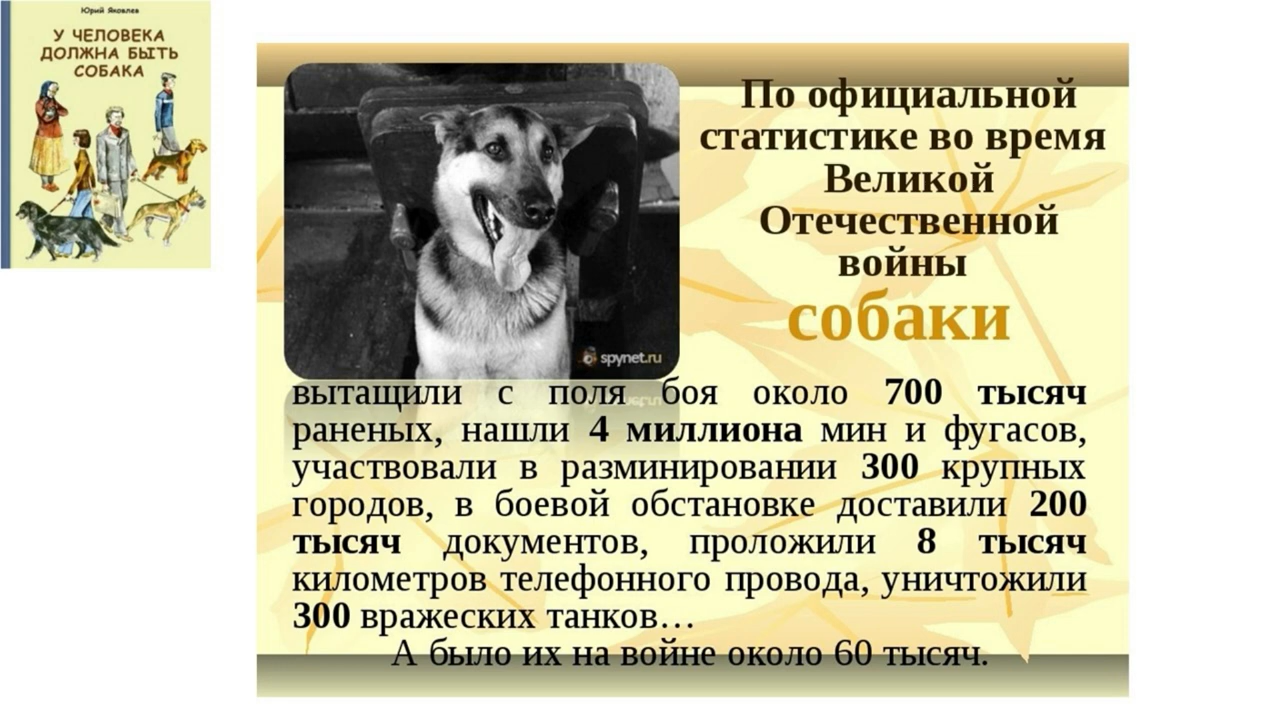 Юрий Яковлев
У ЧЕЛОВЕКА
ДОЛЖНА БЫТЬ
СОБАКА
По официальной
статистике во время
Великой
Отечественной
войны
собаки
spynet.ru
вытащили с поля боя около 700 тысяч
раненых, нашли 4 миллиона мин и фугасов,
участвовали в разминировании 300 крупных
городов, в боевой обстановке доставили 200
тысяч документов, проложили 8 тысяч
километров телефонного провода, уничтожили
300 вражеских танков…
А было их на войне около 60 тысяч.